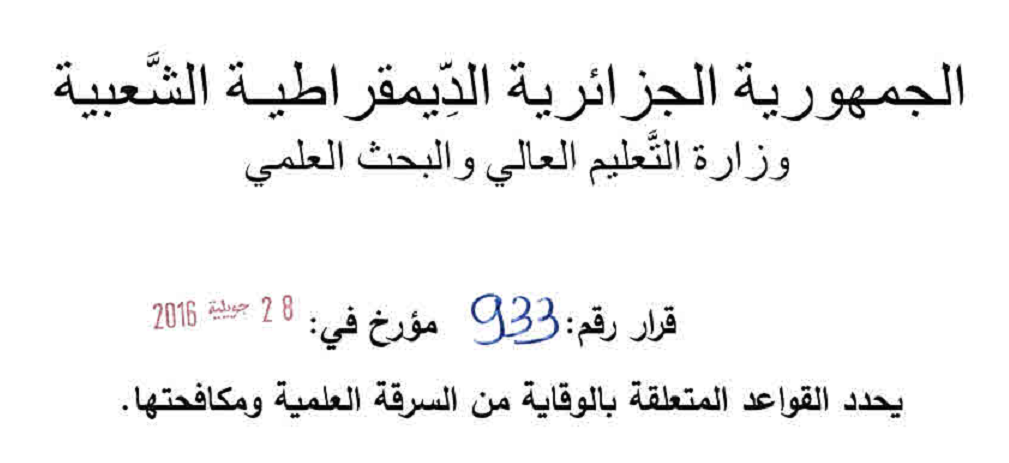 الجمهورية الجزائرية الدِّيمقراطية الشَّعبية
وزارة التَّعليم العالي والبحث العلمي
قرار رقم: 933 مؤرخ في: 28 جويلية 2016
يحدد القواعد المتعلقة بالوقاية من السرقة العلمية ومكافحتها.